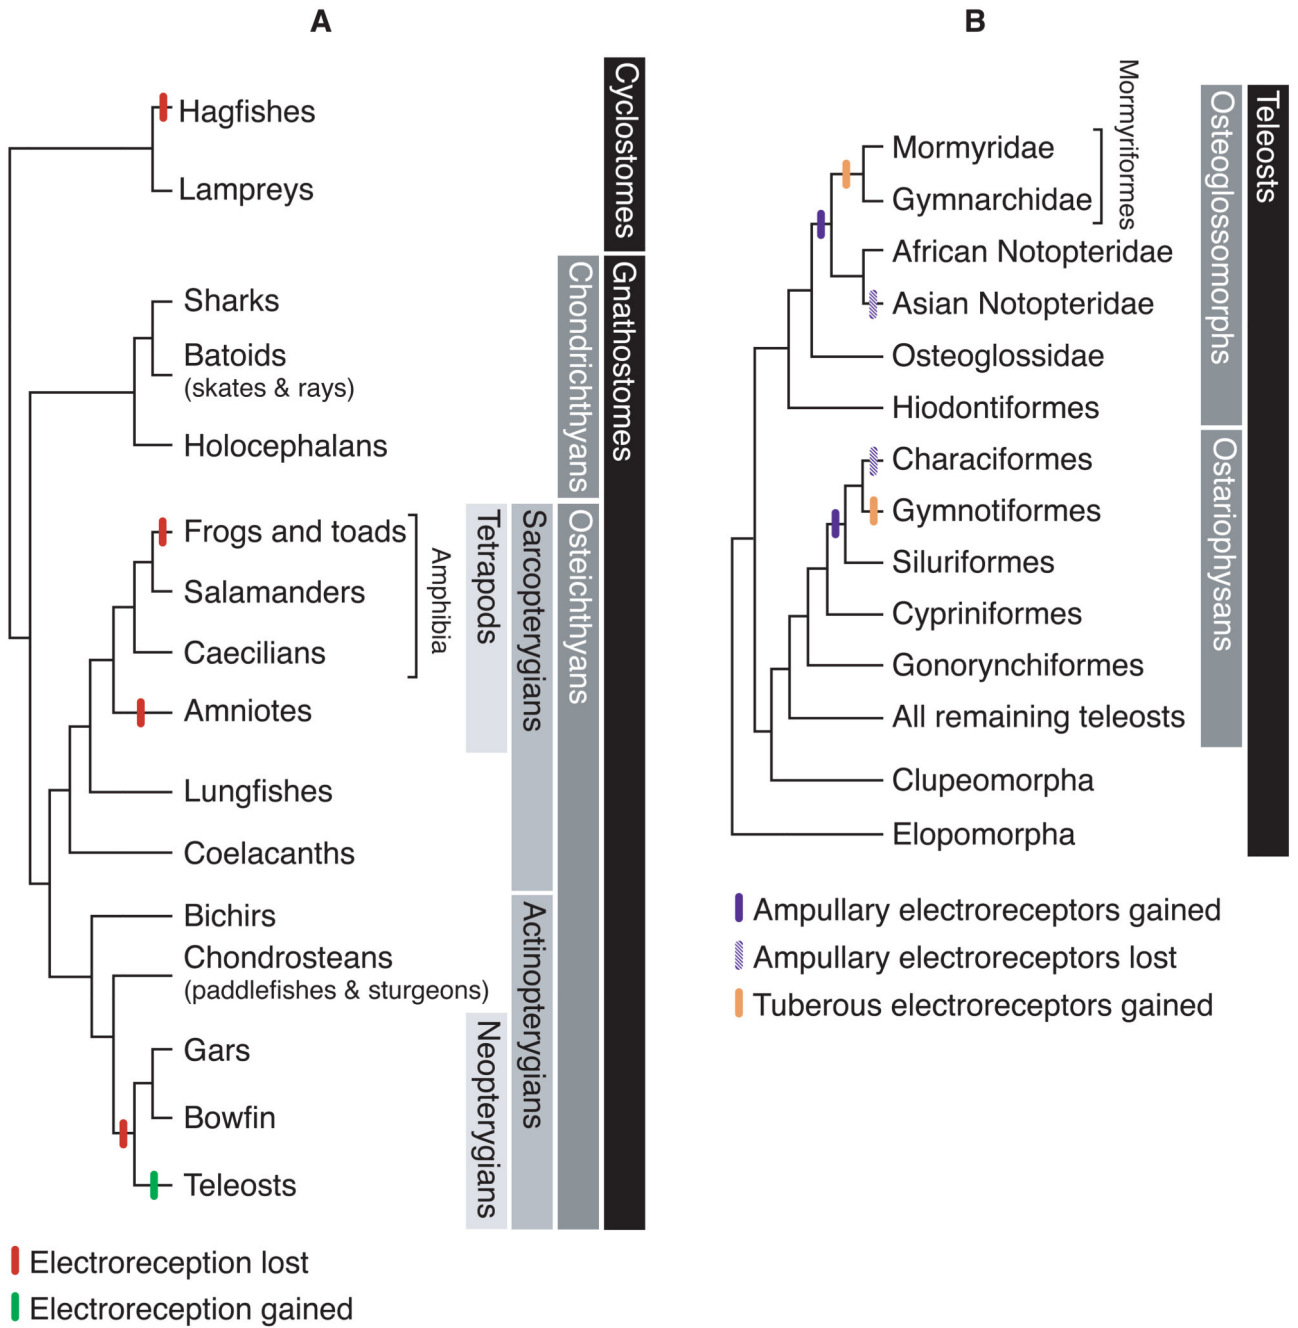 A
Hagfishes
Lampreys
Sharks
Batoids
(skates & rays)
Holocephalans
Frogs and toads
Salamanders
Caecilians
Amniotes
Lungfishes
Coelacanths
Bichirs
Chondrosteans
(paddlefishes & sturgeons)
Gars
Bowfin
Teleosts
Amphibia
Tetrapods
Neopterygians
Sarcopterygians
Actinopterygians
Chondrichthyans
Osteichthyans
Cyclostomes
Gnathostomes
Electroreception lost
Electroreception gained
B
Mormyridae
Gymnarchidae
African Notopteridae
Asian Notopteridae
Osteoglossidae
Hiodontiformes
Characiformes
Gymnotiformes
Siluriformes
Cypriniformes
Gonorynchiformes
All remaining teleosts
Clupeomorpha
Elopomorpha
Mormyriformes
Osteoglossomorphs
Ostariophysans
Teleosts
Ampullary electroreceptors gained
Ampullary electroreceptors lost
Tuberous electroreceptors gained